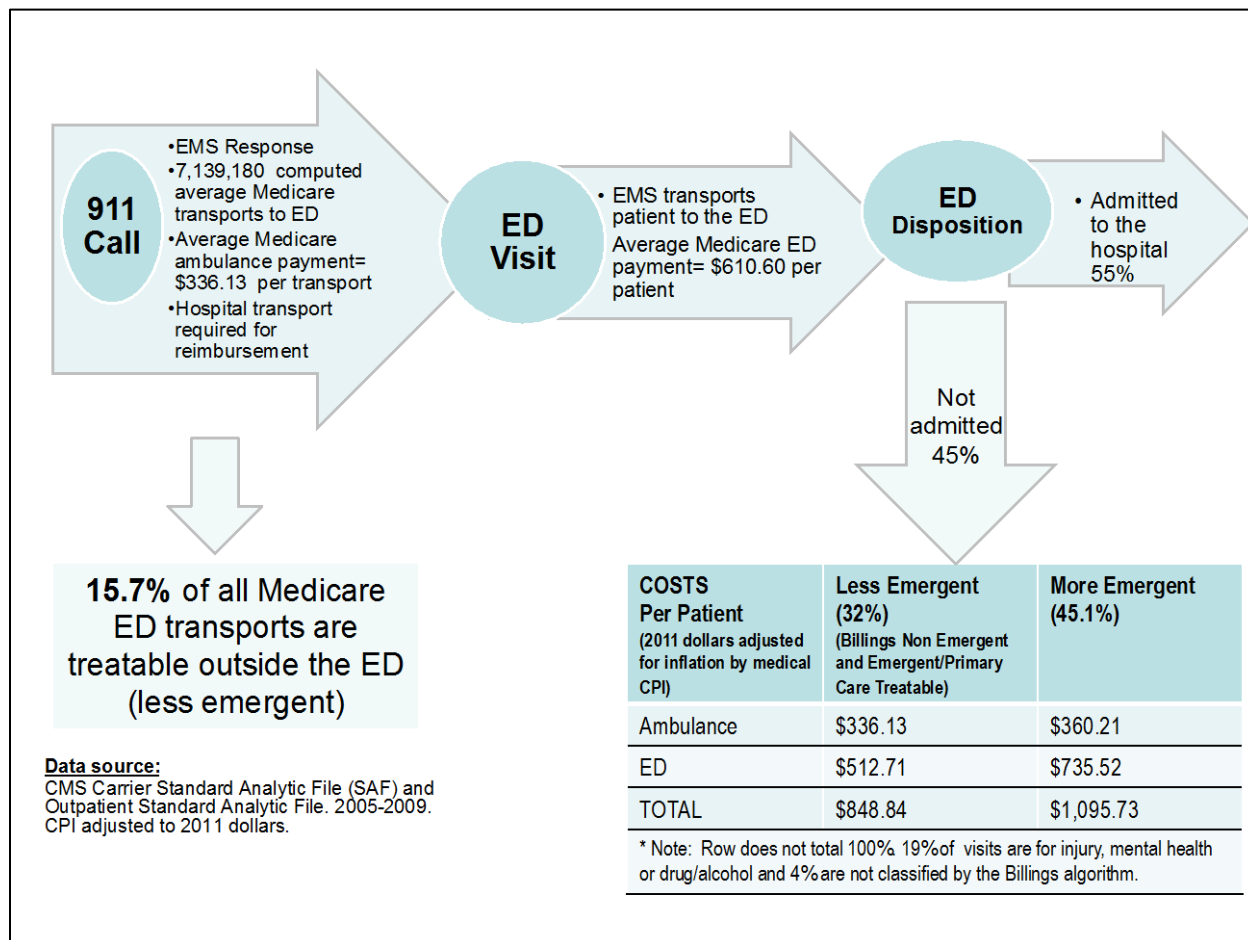 911
Call
•EMS Response
•7,139,180 computed
average Medicare
transports to ED
•Average Medicare
ambulance payment=
$336.13 per transport
•Hospital transport
required for
reimbursement
ED
Visit
• EMS transports
patient to the ED
Average Medicare ED
payment= $610.60 per
patient
ED
Disposition
• Admitted
to the
hospital
55%
Not
admitted
45%
15.7% of all Medicare
ED transports are
treatable outside the ED
(less emergent)
Data source:
CMS Carrier Standard Analytic File (SAF) and
Outpatient Standard Analytic File. 2005-2009.
CPI adjusted to 2011 dollars.
COSTS
Per Patient
(2011 dollars adjusted
for inflation by medical
CPI)
Less Emergent
(32%)
(Billings Non Emergent
and Emergent/Primary
Care Treatable)
More Emergent
(45.1%)
Ambulance $336.13 $360.21
ED $512.71 $735.52
TOTAL $848.84 $1,095.73
* Note: Row does not total 100%. 19% of visits are for injury, mental health
or drug/alcohol and 4% are not classified by the Billings algorithm.